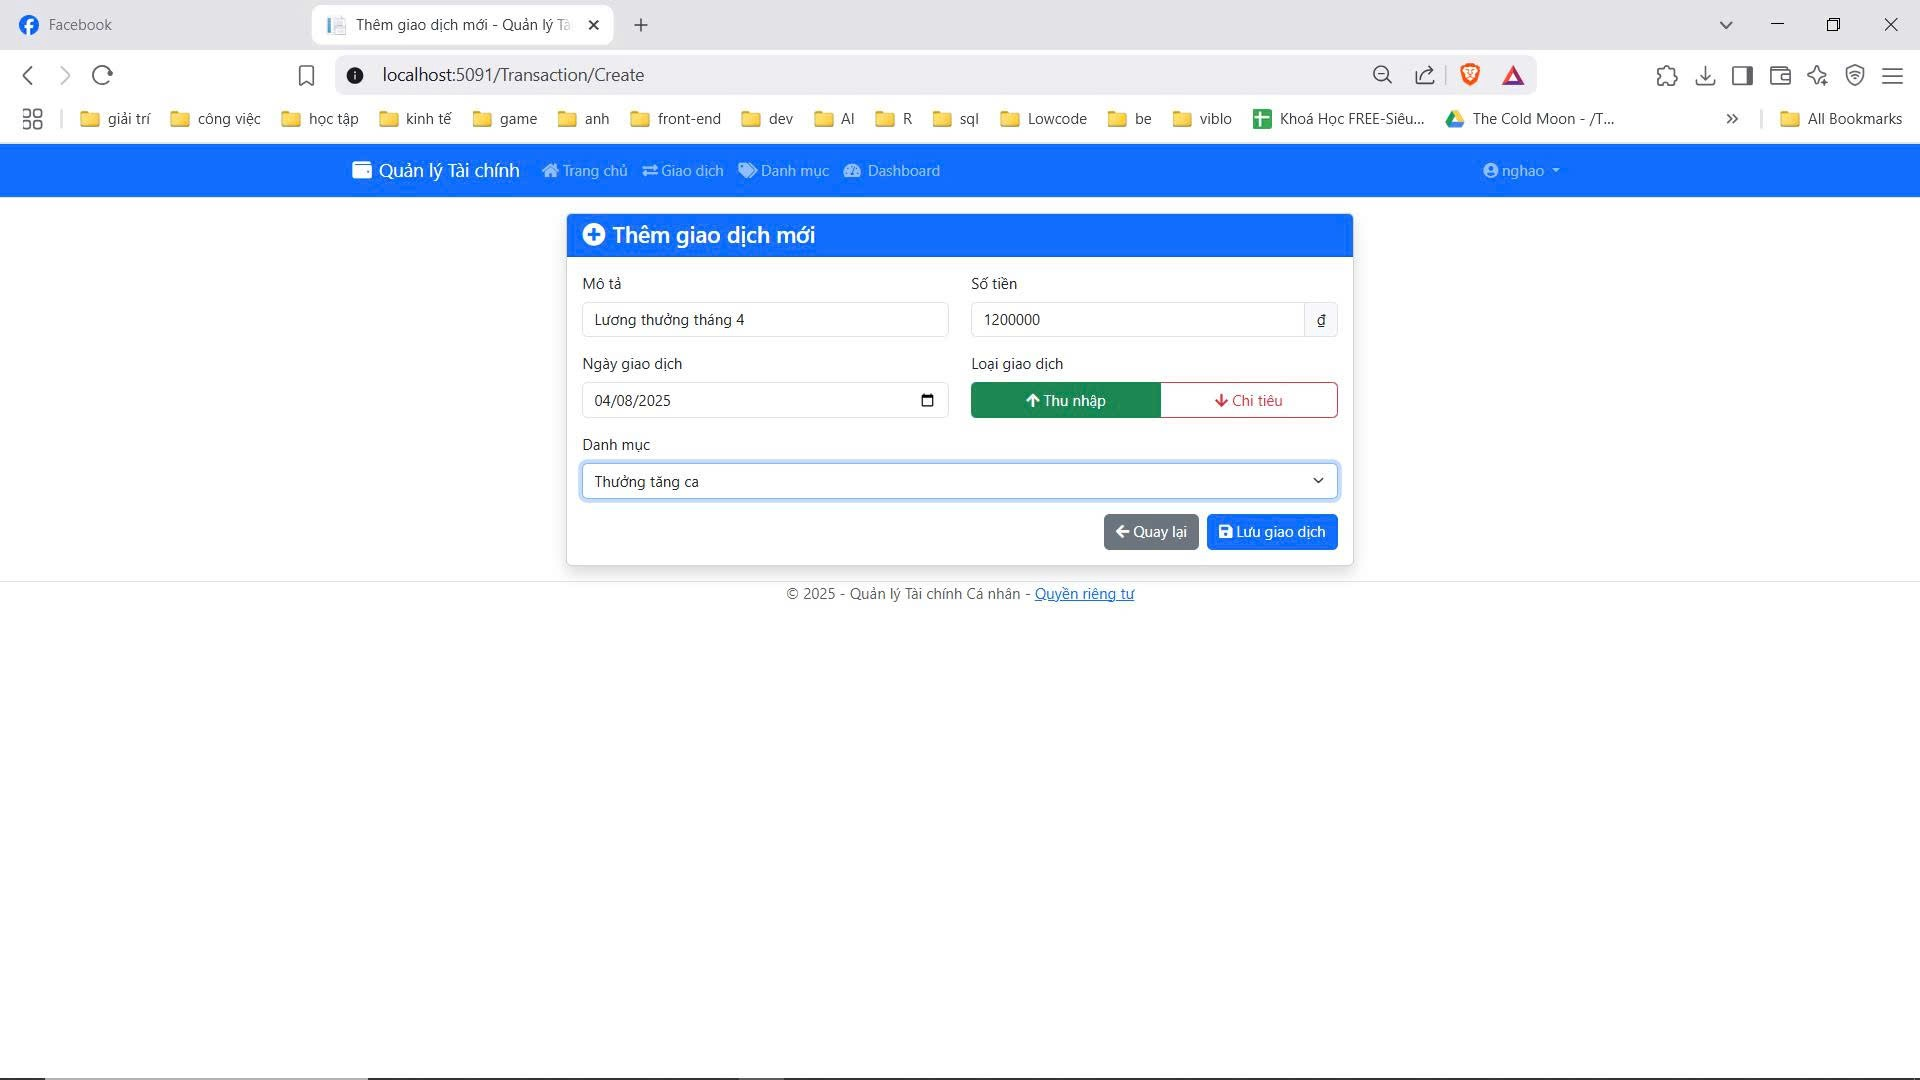 Facebook
Thêm giao dịch mới - Quản lý Tà
localhost:5091/Transaction/Create
giải trí công việc học tập kinh tế game anh front-end dev AI R sql Lowcode be viblo Khoá Học FREE-Siêu... The Cold Moon - /T... » All Bookmarks
Quản lý Tài chính Trang chủ Giao dịch Danh mục Dashboard nghao
Thêm giao dịch mới
Mô tả Số tiền
Lương thưởng tháng 4 1200000 ₫
Ngày giao dịch Loại giao dịch
04/08/2025 Thu nhập Chi tiêu
Danh mục
Thưởng tăng ca
Quay lại Lưu giao dịch
© 2025 - Quản lý Tài chính Cá nhân - Quyền riêng tư